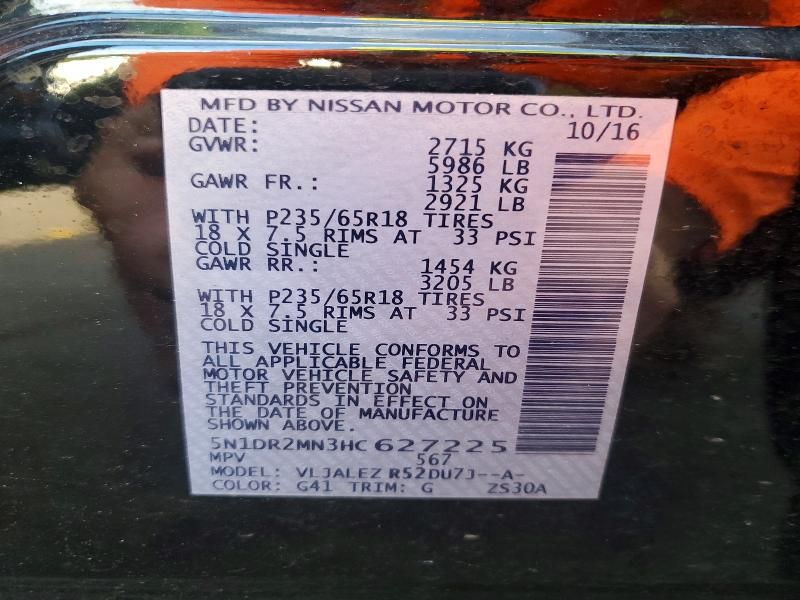 MFD BY NISSAN MOTOR CO., LTD.
DATE: 10/16
GVWR: 2715 KG
5986 LB
GAWR FR.: 1325 KG
2921 LB
WITH P235/65R18 TIRES
18 X 7.5 RIMS AT 33 PSI
COLD SINGLE
GAWR RR.: 1454 KG
3205 LB
WITH P235/65R18 TIRES
18 X 7.5 RIMS AT 33 PSI
COLD SINGLE
THIS VEHICLE CONFORMS TO
ALL APPLICABLE FEDERAL
MOTOR VEHICLE SAFETY AND
THEFT PREVENTION
STANDARDS IN EFFECT ON
THE DATE OF MANUFACTURE
SHOWN ABOVE.
5N1DR2MN3HC627225
MPV 567
MODEL: VLJALEZ R52DU7J--A-
COLOR: G41 TRIM: G ZS30A